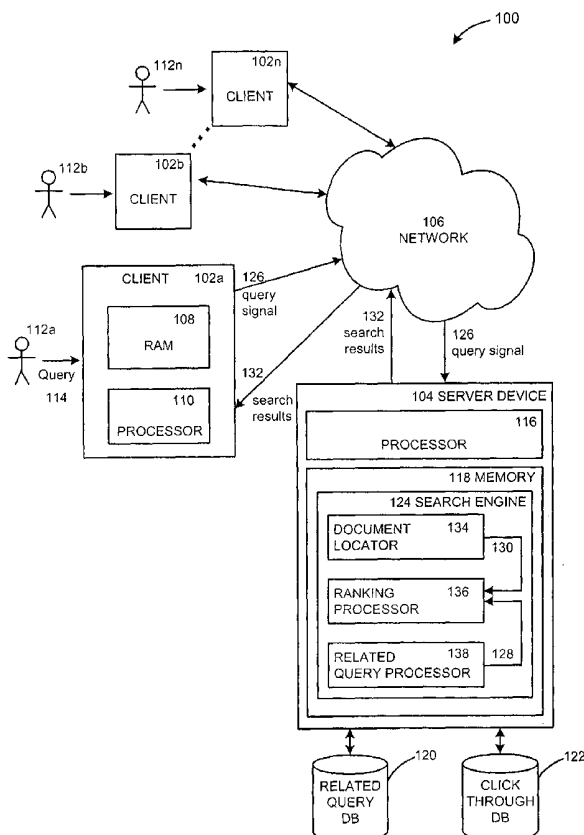 100
112n
102n
CLIENT
112b
102b
CLIENT
106
NETWORK
CLIENT
102a
126
query
signal
108
RAM
112a
Query
114
110
PROCESSOR
132
search
results
132
search
results
126
query signal
104 SERVER DEVICE
116
PROCESSOR
118 MEMORY
124 SEARCH ENGINE
DOCUMENT 134
LOCATOR
130
RANKING 136
PROCESSOR
RELATED 138
QUERY PROCESSOR
128
RELATED
QUERY
DB
120
CLICK
THROUGH
DB
122